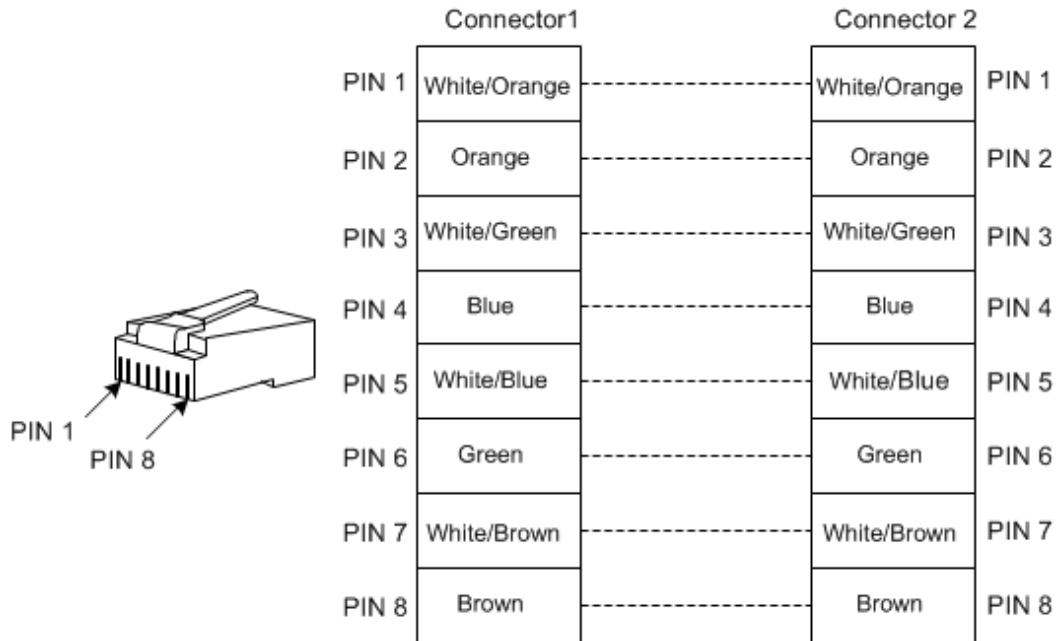 Connector1 Connector 2
PIN 1 White/Orange White/Orange PIN 1
PIN 2 Orange Orange PIN 2
PIN 3 White/Green White/Green PIN 3
PIN 4 Blue Blue PIN 4
PIN 5 White/Blue White/Blue PIN 5
PIN 6 Green Green PIN 6
PIN 7 White/Brown White/Brown PIN 7
PIN 8 Brown Brown PIN 8
PIN 1
PIN 8